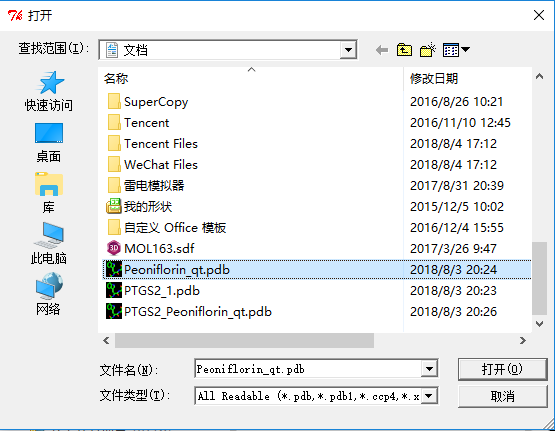 打开
查找范围(I):
文档
名称
修改日期
快速访问
桌面
库
此电脑
网络
SuperCopy 2016/8/26 10:21
Tencent 2016/11/10 12:45
Tencent Files 2018/8/4 17:12
WeChat Files 2018/8/4 17:12
雷电模拟器 2017/8/31 20:39
我的形状 2015/12/5 10:02
自定义 Office 模板 2016/12/4 15:55
MOL163.sdf 2017/3/26 9:47
Peoniflorin_qt.pdb 2018/8/3 20:24
PTGS2_1.pdb 2018/8/3 20:23
PTGS2_Peoniflorin_qt.pdb 2018/8/3 20:26
文件名(N): Peoniflorin_qt.pdb 打开(O)
文件类型(T): All Readable (*.pdb,*.pdb1,*.ccp4,*.x 取消